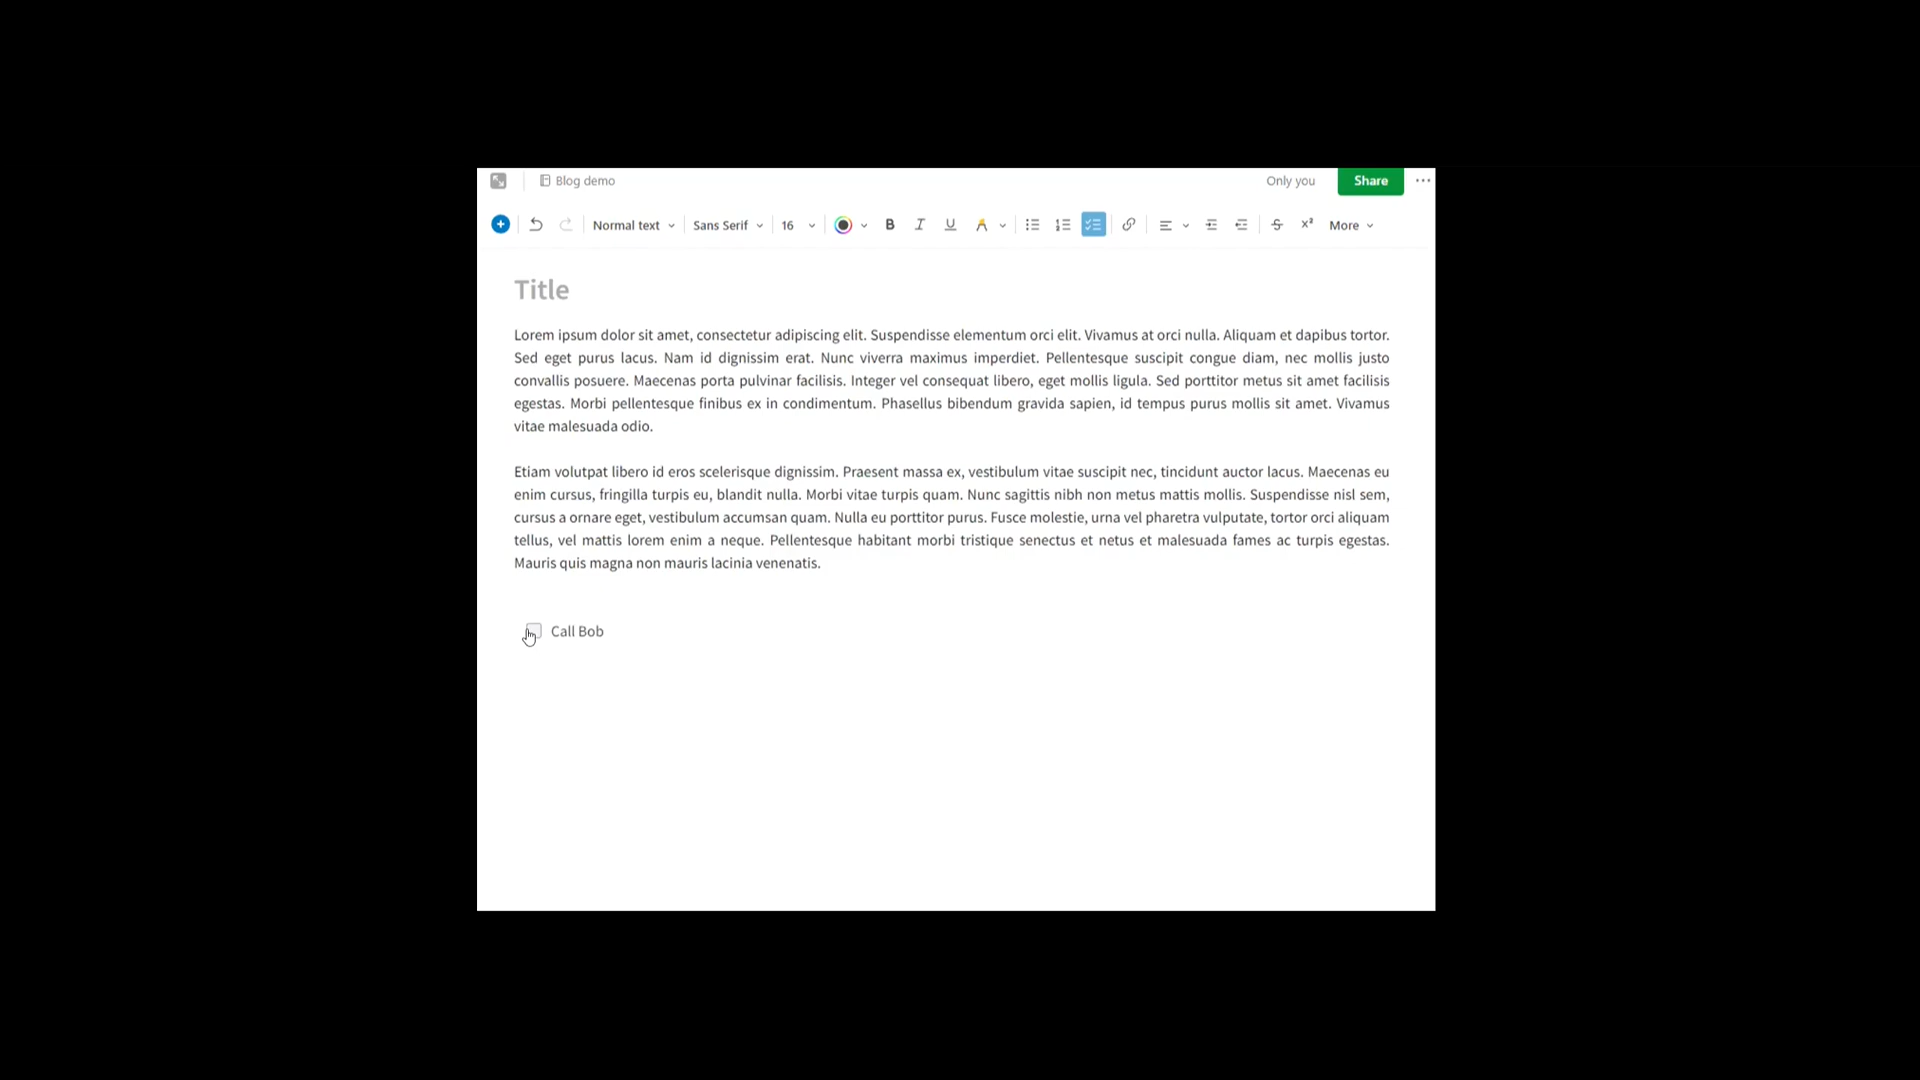 Blog demo
Only you
Share
Normal text
Sans Serif
16
B
I
U
A
S
x²
More
Title
Lorem ipsum dolor sit amet, consectetur adipiscing elit. Suspendisse elementum orci elit. Vivamus at orci nulla. Aliquam et dapibus tortor.
Sed eget purus lacus. Nam id dignissim erat. Nunc viverra maximus imperdiet. Pellentesque suscipit congue diam, nec mollis justo
convallis posuere. Maecenas porta pulvinar facilisis. Integer vel consequat libero, eget mollis ligula. Sed porttitor metus sit amet facilisis
egestas. Morbi pellentesque finibus ex in condimentum. Phasellus bibendum gravida sapien, id tempus purus mollis sit amet. Vivamus
vitae malesuada odio.
Etiam volutpat libero id eros scelerisque dignissim. Praesent massa ex, vestibulum vitae suscipit nec, tincidunt auctor lacus. Maecenas eu
enim cursus, fringilla turpis eu, blandit nulla. Morbi vitae turpis quam. Nunc sagittis nibh non metus mattis mollis. Suspendisse nisl sem,
cursus a ornare eget, vestibulum accumsan quam. Nulla eu porttitor purus. Fusce molestie, urna vel pharetra vulputate, tortor orci aliquam
tellus, vel mattis lorem enim a neque. Pellentesque habitant morbi tristique senectus et netus et malesuada fames ac turpis egestas.
Mauris quis magna non mauris lacinia venenatis.
Call Bob